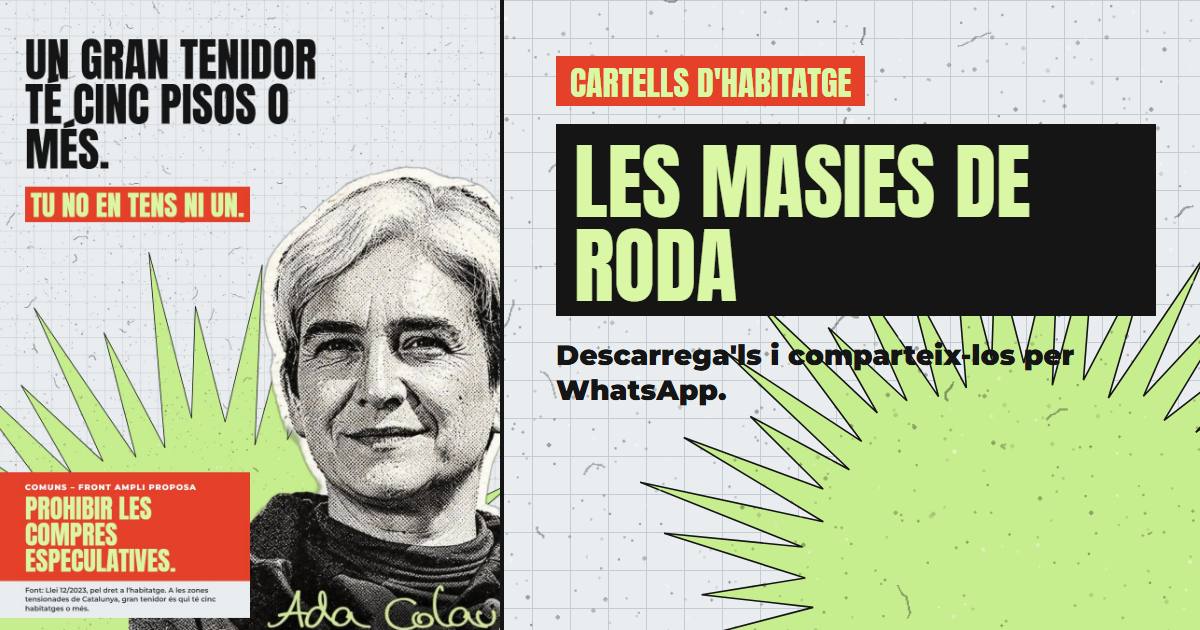 UN GRAN TENIDOR
TÉ CINC PISOS O
MÉS.
TU NO EN TENS NI UN.
COMUNS – FRONT AMPLI PROPOSA
PROHIBIR LES
COMPRES
ESPECULATIVES.
Font: Llei 12/2023, pel dret a l'habitatge. A les zones
tensionades de Catalunya, gran tenidor és qui té cinc
habitatges o més.
Ada Colau
CARTELLS D'HABITATGE
LES MASIES DE
RODA
Descarrega'ls i comparteix-los per
WhatsApp.